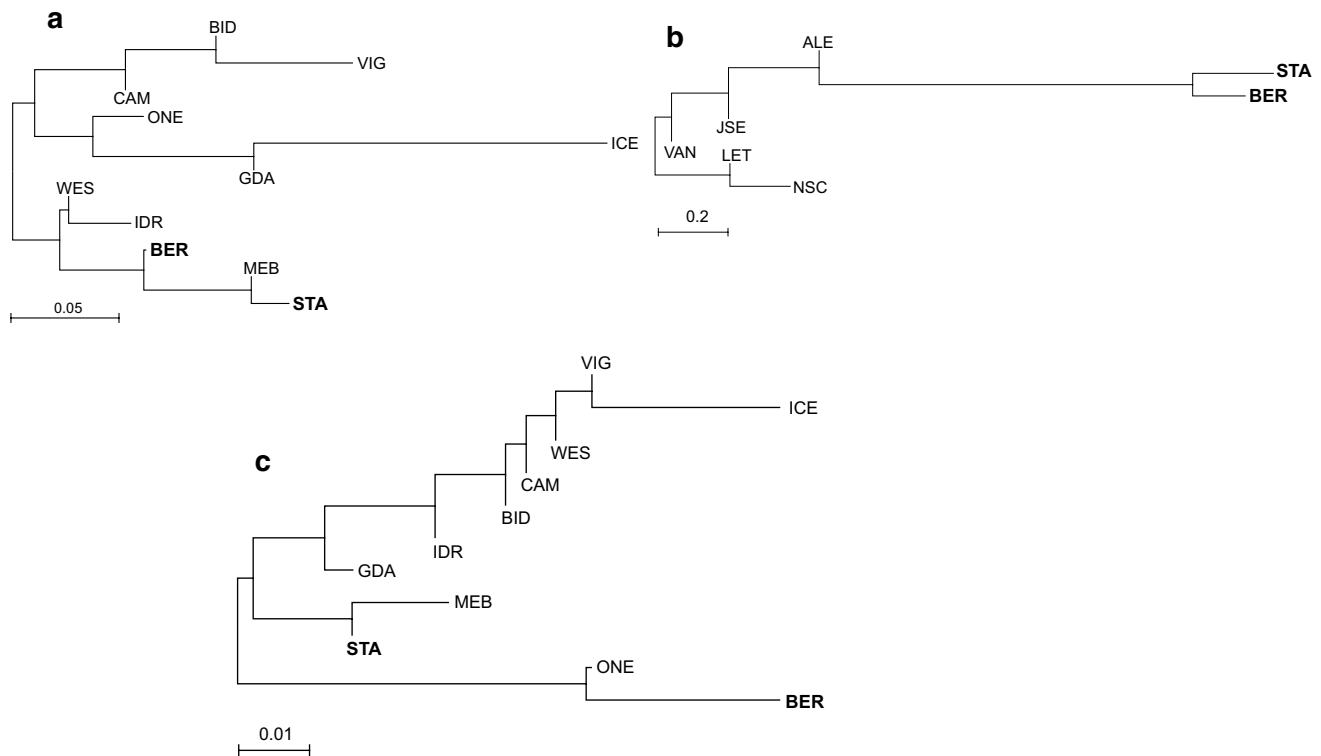 a
BID
VIG
CAM
ONE
ICE
GDA
WES
IDR
BER
MEB
STA
0.05
b
ALE
STA
BER
JSE
VAN
LET
NSC
0.2
c
VIG
ICE
WES
CAM
BID
IDR
GDA
MEB
STA
ONE
BER
0.01